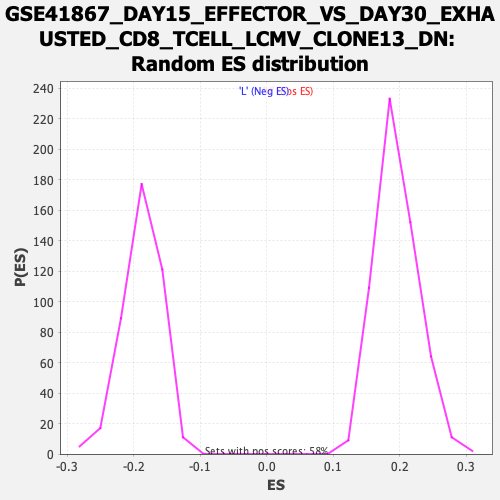 GSE41867_DAY15_EFFECTOR_VS_DAY30_EXHA
USTED_CD8_TCELL_LCMV_CLONE13_DN:
Random ES distribution
'L' (Neg ES) os ES)
240
220
200
180
160
140
120
100
80
60
40
20
0
P(ES)
Sets with pos scores: 58%
-0.3 -0.2 -0.1 0.0 0.1 0.2 0.3
ES